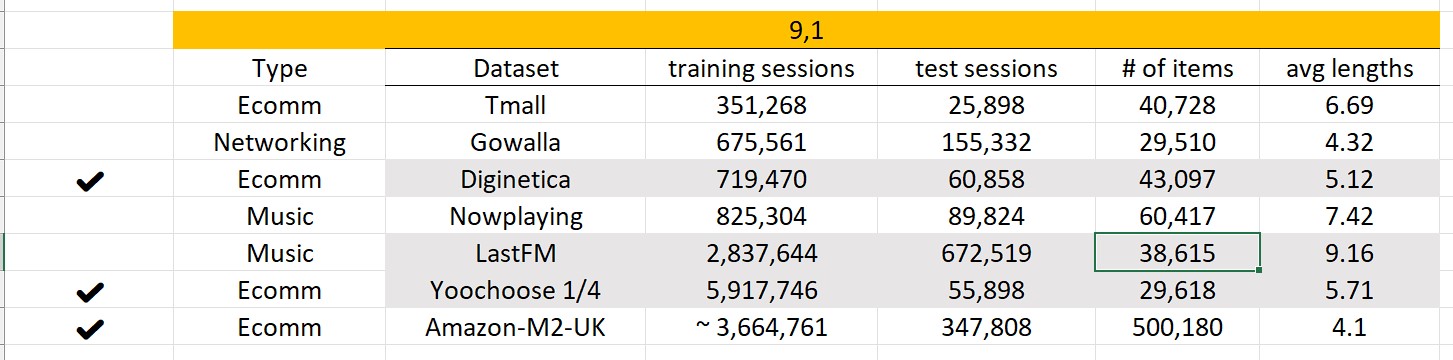 9,1
Type Dataset training sessions test sessions # of items avg lengths
Ecomm Tmall 351,268 25,898 40,728 6.69
Networking Gowalla 675,561 155,332 29,510 4.32
✔ Ecomm Diginetica 719,470 60,858 43,097 5.12
Music Nowplaying 825,304 89,824 60,417 7.42
Music LastFM 2,837,644 672,519 38,615 9.16
✔ Ecomm Yoochoose 1/4 5,917,746 55,898 29,618 5.71
✔ Ecomm Amazon-M2-UK ~ 3,664,761 347,808 500,180 4.1